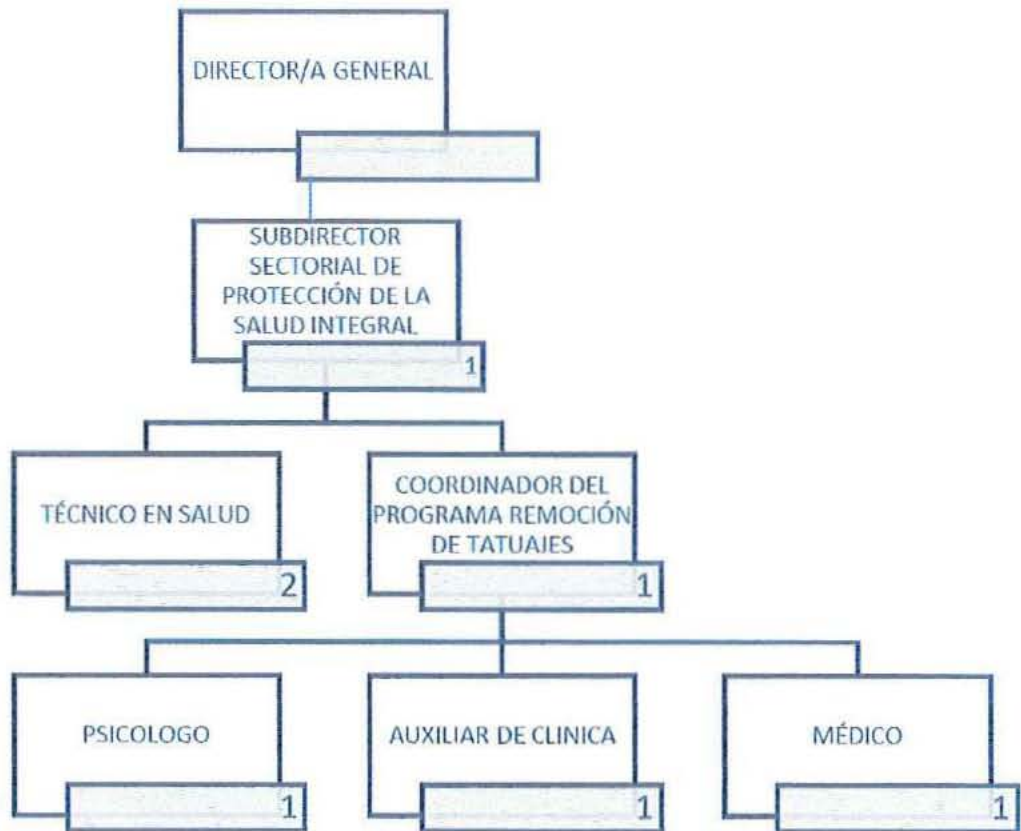 DIRECTOR/A GENERAL
SUBDIRECTOR
SECTORIAL DE
PROTECCIÓN DE LA
SALUD INTEGRAL
1
TÉCNICO EN SALUD
2
COORDINADOR DEL
PROGRAMA REMOCIÓN
DE TATUAJES
1
PSICOLOGO
1
AUXILIAR DE CLINICA
1
MÉDICO
1